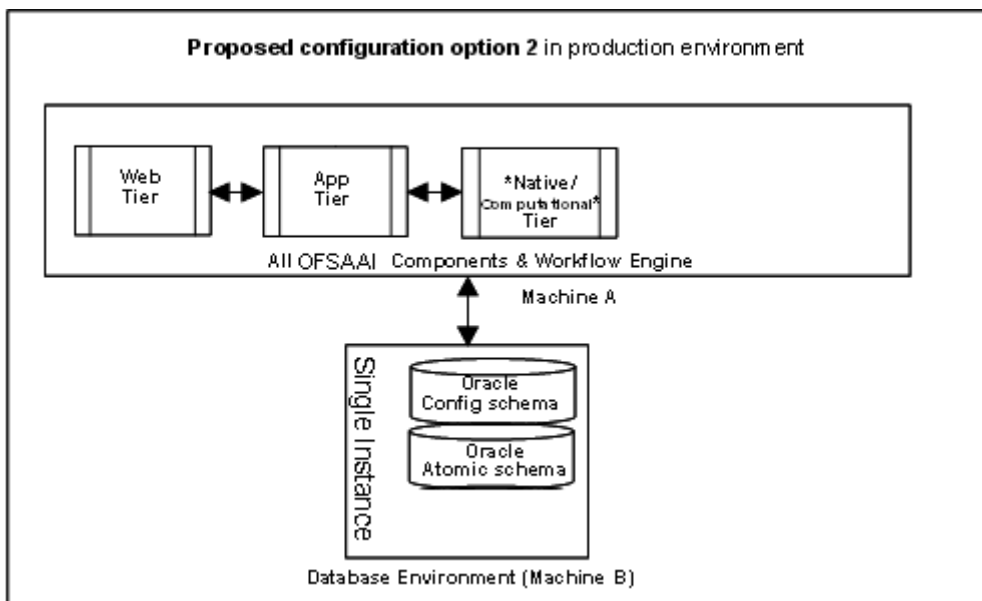 Proposed configuration option 2 in production environment
Web
Tier
App
Tier
*Native/
Computational*
Tier
All OFSAAI Components & Workflow Engine
Machine A
Single Instance
Oracle
Config schema
Oracle
Atomic schema
Database Environment (Machine B)